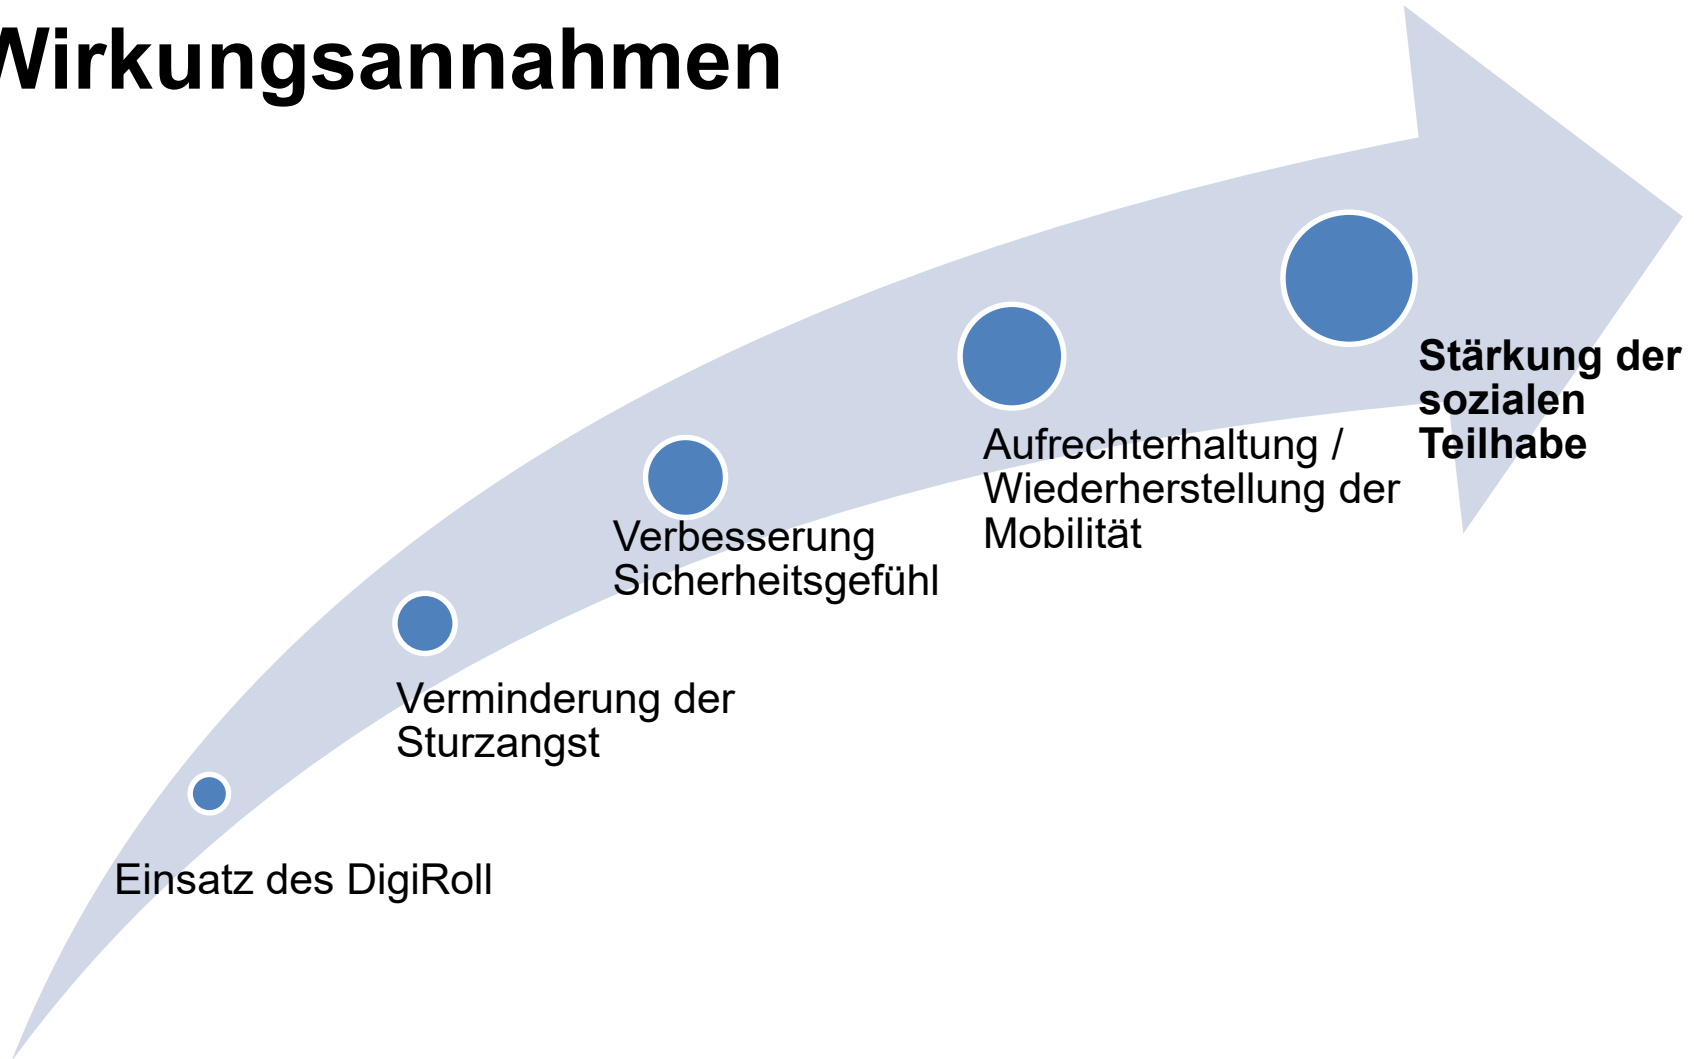 Wirkungsannahmen
Einsatz des DigiRoll
Verminderung der
Sturzangst
Verbesserung
Sicherheitsgefühl
Aufrechterhaltung /
Wiederherstellung der
Mobilität
Stärkung der
sozialen
Teilhabe